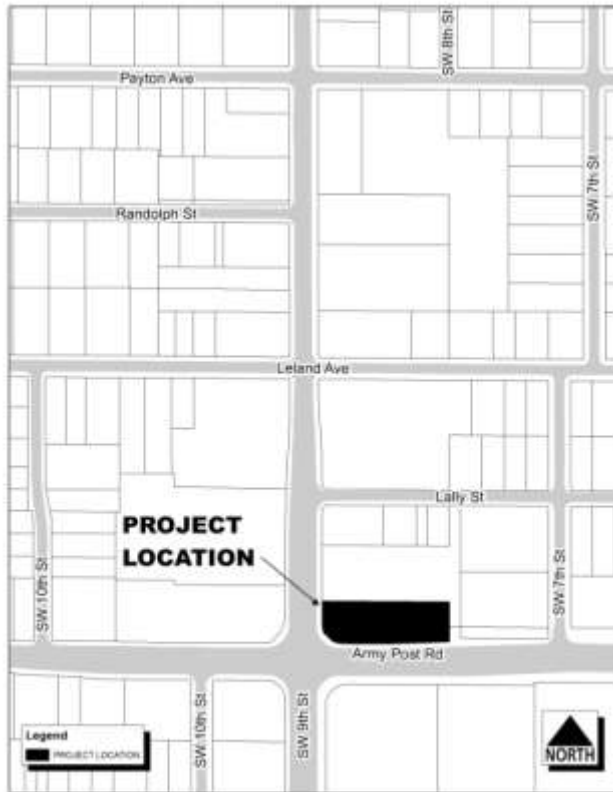 SW 8th St
Payton Ave
SW 7th St
Randolph St
Leland Ave
Lally St
PROJECT
LOCATION
SW 10th St
SW 7th St
Army Post Rd
SW 10th St
SW 9th St
Legend
PROJECT LOCATION
NORTH